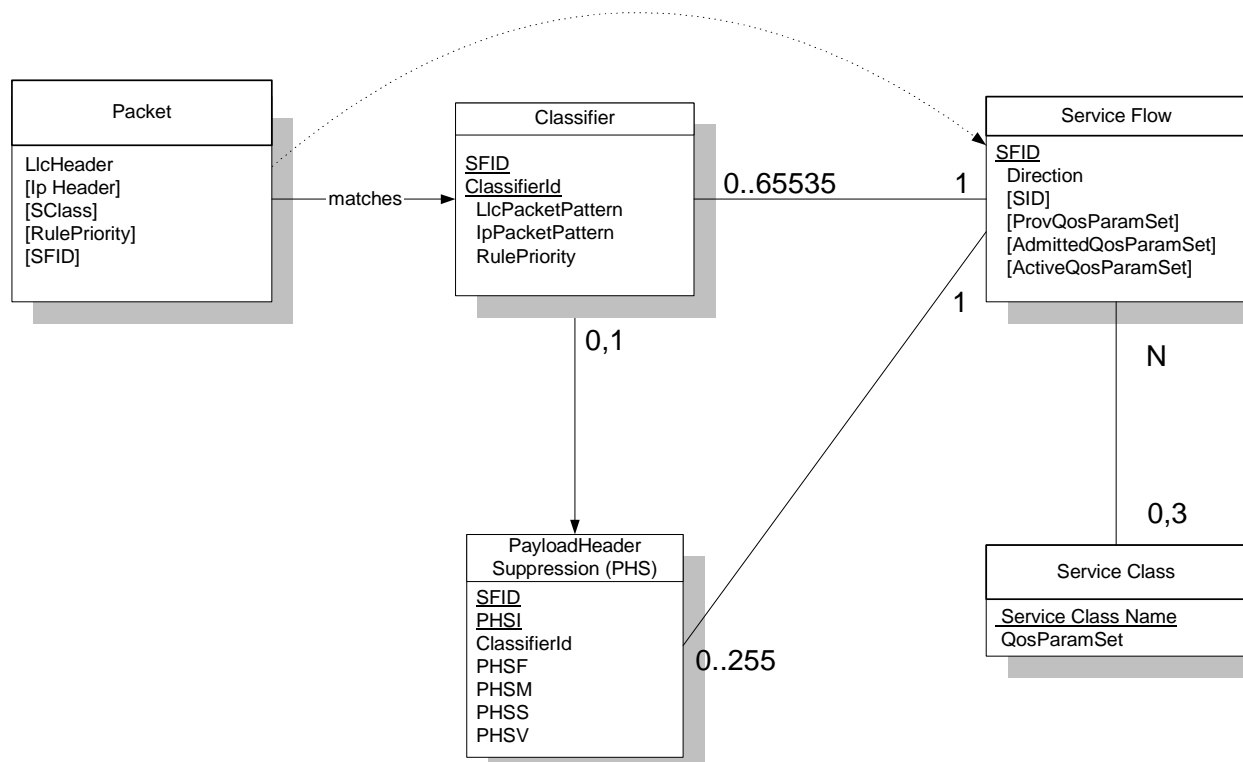 Packet
LlcHeader
[Ip Header]
[SClass]
[RulePriority]
[SFID]
matches
Classifier
SFID
ClassifierId
LlcPacketPattern
IpPacketPattern
RulePriority
0..65535
1
Service Flow
SFID
Direction
[SID]
[ProvQosParamSet]
[AdmittedQosParamSet]
[ActiveQosParamSet]
1
0,1
N
0,3
PayloadHeader
Suppression (PHS)
SFID
PHSI
ClassifierId
PHSF
PHSM
PHSS
PHSV
0..255
Service Class
Service Class Name
QosParamSet